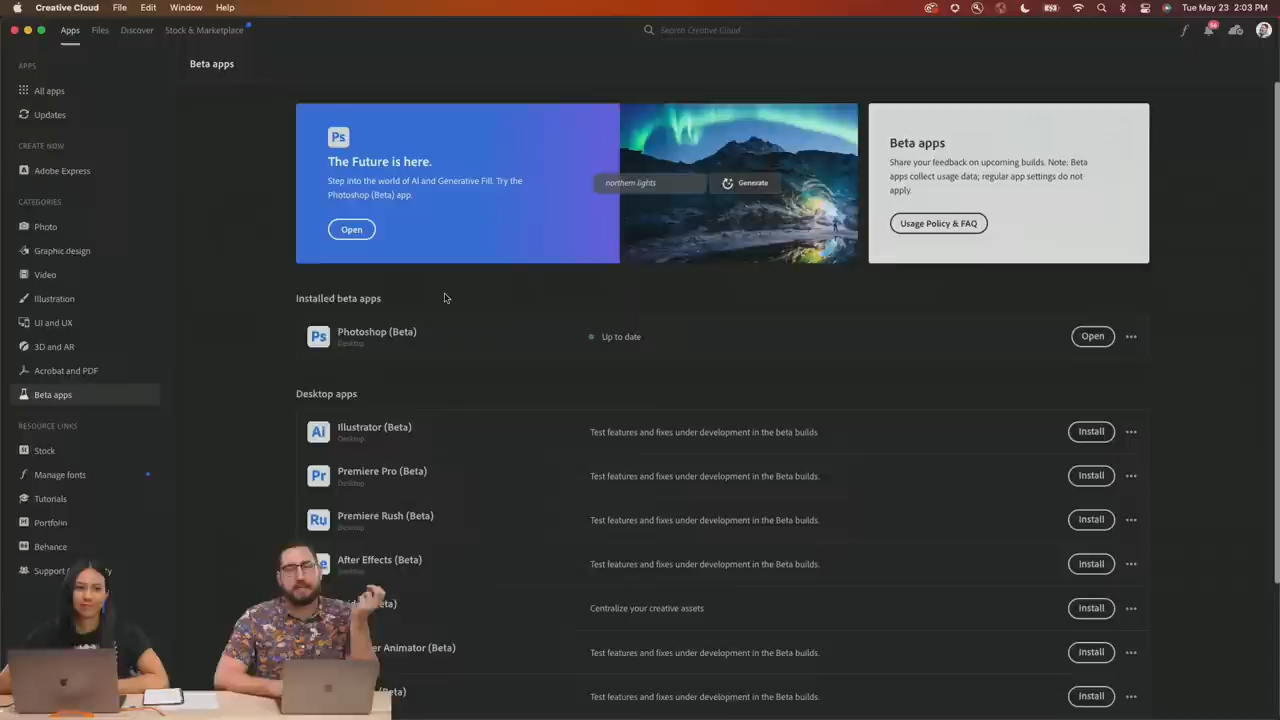 Creative Cloud File Edit Window Help Tue May 23 2:03 PM
Apps Files Discover Stock & Marketplace Search Creative Cloud
APPS
All apps
Updates
CREATE NOW
Adobe Express
CATEGORIES
Photo
Graphic design
Video
Illustration
UI and UX
3D and AR
Acrobat and PDF
Beta apps
RESOURCE LINKS
St Stock
Manage fonts
Tutorials
Portfolio
Behance
Support
Beta apps
Ps
The Future is here.
Step into the world of AI and Generative Fill. Try the
Photoshop (Beta) app.
Open
northern lights Generate
Beta apps
Share your feedback on upcoming builds. Note: Beta
apps collect usage data; regular app settings do not
apply.
Usage Policy & FAQ
Installed beta apps
Ps Photoshop (Beta) Up to date Open
Desktop
Desktop apps
Ai Illustrator (Beta) Test features and fixes under development in the beta builds Install
Desktop
Pr Premiere Pro (Beta) Test features and fixes under development in the Beta builds. Install
Desktop
Ru Premiere Rush (Beta) Test features and fixes under development in the Beta builds. Install
After Effects (Beta) Test features and fixes under development in the Beta builds. Install
Centralize your creative assets Install
Animator (Beta) Test features and fixes under development in the Beta builds. Install
(Beta) Test features and fixes under development in the Beta builds. Install